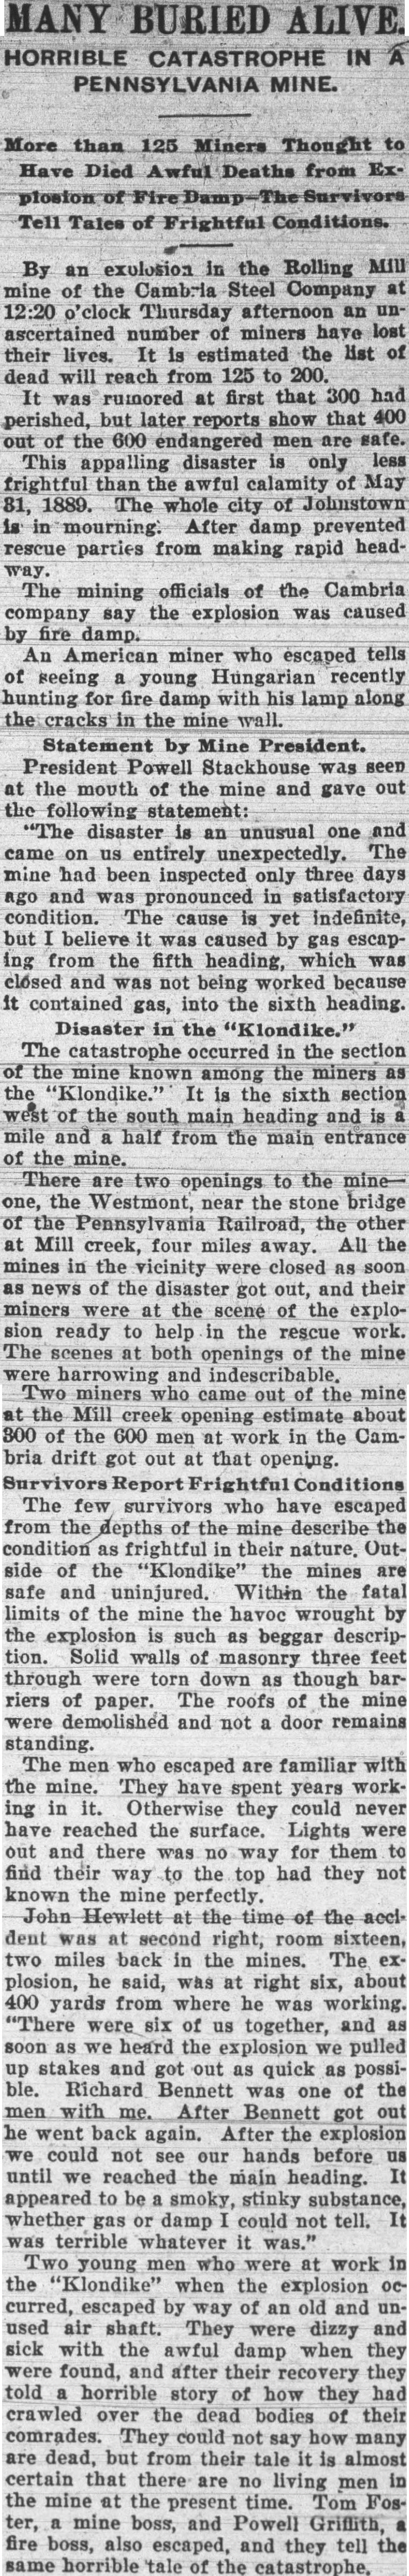 MANY BURIED ALIVE.
HORRIBLE CATASTROPHE IN A
PENNSYLVANIA MINE.
More than 125 Miners Thought to
Have Died Awful Deaths from Ex-
plosion of Fire Damp—The Survivors
Tell Tales of Frightful Conditions.
By an exulosion in the Rolling Mill
mine of the Cambria Steel Company at
12:20 o'clock Thursday afternoon an un-
ascertained number of miners have lost
their lives. It is estimated the list of
dead will reach from 125 to 200.
It was rumored at first that 300 had
perished, but later reports show that 400
out of the 600 endangered men are safe.
This appalling disaster is only less
frightful than the awful calamity of May
31, 1889. The whole city of Johnstown
is in mourning. After damp prevented
rescue parties from making rapid head-
way.
The mining officials of the Cambria
company say the explosion was caused
by fire damp.
An American miner who escaped tells
of seeing a young Hungarian recently
hunting for fire damp with his lamp along
the cracks in the mine wall.
Statement by Mine President.
President Powell Stackhouse was seen
at the mouth of the mine and gave out
the following statement:
"The disaster is an unusual one and
came on us entirely unexpectedly. The
mine had been inspected only three days
ago and was pronounced in satisfactory
condition. The cause is yet indefinite,
but I believe it was caused by gas escap-
ing from the fifth heading, which was
closed and was not being worked because
it contained gas, into the sixth heading.
Disaster in the "Klondike."
The catastrophe occurred in the section
of the mine known among the miners as
the "Klondike." It is the sixth section
west of the south main heading and is a
mile and a half from the main entrance
of the mine.
There are two openings to the mine—
one, the Westmont, near the stone bridge
of the Pennsylvania Railroad, the other
at Mill creek, four miles away. All the
mines in the vicinity were closed as soon
as news of the disaster got out, and their
miners were at the scene of the explo-
sion ready to help in the rescue work.
The scenes at both openings of the mine
were harrowing and indescribable.
Two miners who came out of the mine
at the Mill creek opening estimate about
300 of the 600 men at work in the Cam-
bria drift got out at that opening.
Survivors Report Frightful Conditions
The few survivors who have escaped
from the depths of the mine describe the
condition as frightful in their nature. Out-
side of the "Klondike" the mines are
safe and uninjured. Within the fatal
limits of the mine the havoc wrought by
the explosion is such as beggar descrip-
tion. Solid walls of masonry three feet
through were torn down as though bar-
riers of paper. The roofs of the mine
were demolished and not a door remains
standing.
The men who escaped are familiar with
the mine. They have spent years work-
ing in it. Otherwise they could never
have reached the surface. Lights were
out and there was no way for them to
find their way to the top had they not
known the mine perfectly.
John Hewlett at the time of the acci-
dent was at second right, room sixteen,
two miles back in the mines. The ex-
plosion, he said, was at right six, about
400 yards from where he was working.
"There were six of us together, and as
soon as we heard the explosion we pulled
up stakes and got out as quick as possi-
ble. Richard Bennett was one of the
men with me. After Bennett got out
he went back again. After the explosion
we could not see our hands before us
until we reached the main heading. It
appeared to be a smoky, stinky substance,
whether gas or damp I could not tell. It
was terrible whatever it was."
Two young men who were at work in
the "Klondike" when the explosion oc-
curred, escaped by way of an old and un-
used air shaft. They were dizzy and
sick with the awful damp when they
were found, and after their recovery they
told a horrible story of how they had
crawled over the dead bodies of their
comrades. They could not say how many
are dead, but from their tale it is almost
certain that there are no living men in
the mine at the present time. Tom Fos-
ter, a mine boss, and Powell Griffith, a
fire boss, also escaped, and they tell the
same horrible tale of the catastrophe.